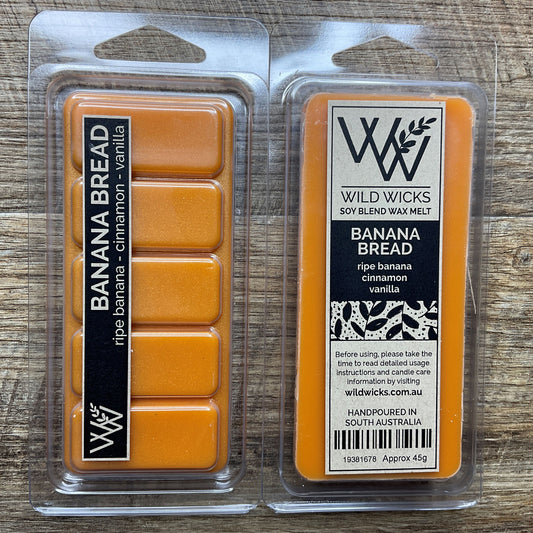 BANANA BREAD
ripe banana - cinnamon - vanilla
WW
WW
WILD WICKS
SOY BLEND WAX MELT
BANANA
BREAD
ripe banana
cinnamon
vanilla
Before using, please take the
time to read detailed usage
instructions and candle care
information by visiting
wildwicks.com.au
HANDPOURED IN
SOUTH AUSTRALIA
19381678 Approx 45g